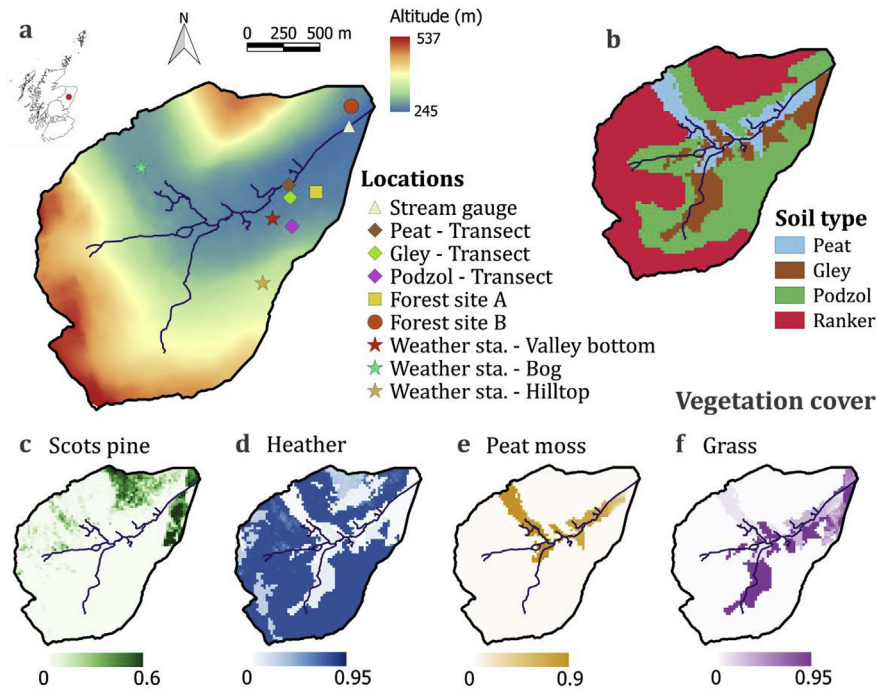 a
N
0 250 500 m
Altitude (m)
537
245
Locations
Stream gauge
Peat - Transect
Gley - Transect
Podzol - Transect
Forest site A
Forest site B
Weather sta. - Valley bottom
Weather sta. - Bog
Weather sta. - Hilltop
b
Soil type
Peat
Gley
Podzol
Ranker
Vegetation cover
c Scots pine
0 0.6
d Heather
0 0.95
e Peat moss
0 0.9
f Grass
0 0.95